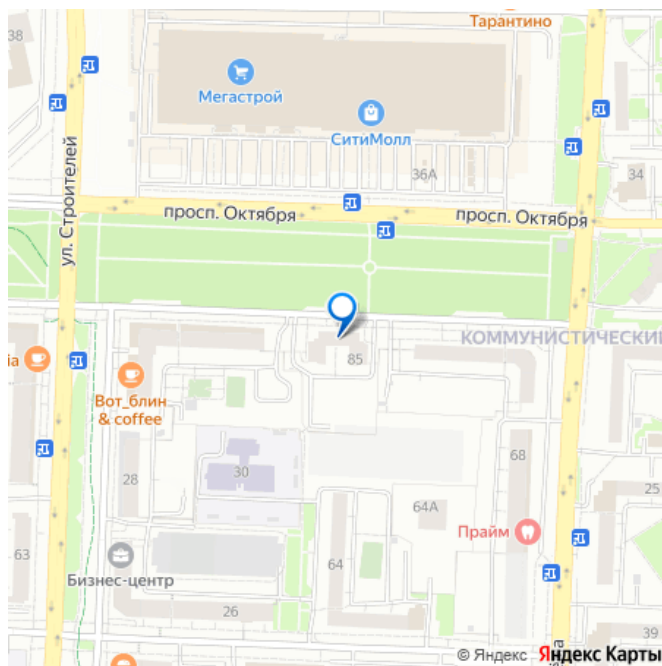 Тарантино
38
Мегастрой
СитиМолл
36А
34
ул. Строителей
просп. Октября
просп. Октября
КОММУНИСТИЧЕСКИЙ
85
ia
Вот_блин
& coffee
28
30
68
25
64А
Прайм
63
Бизнес-центр
64
26
39
а
© Яндекс Яндекс Карты